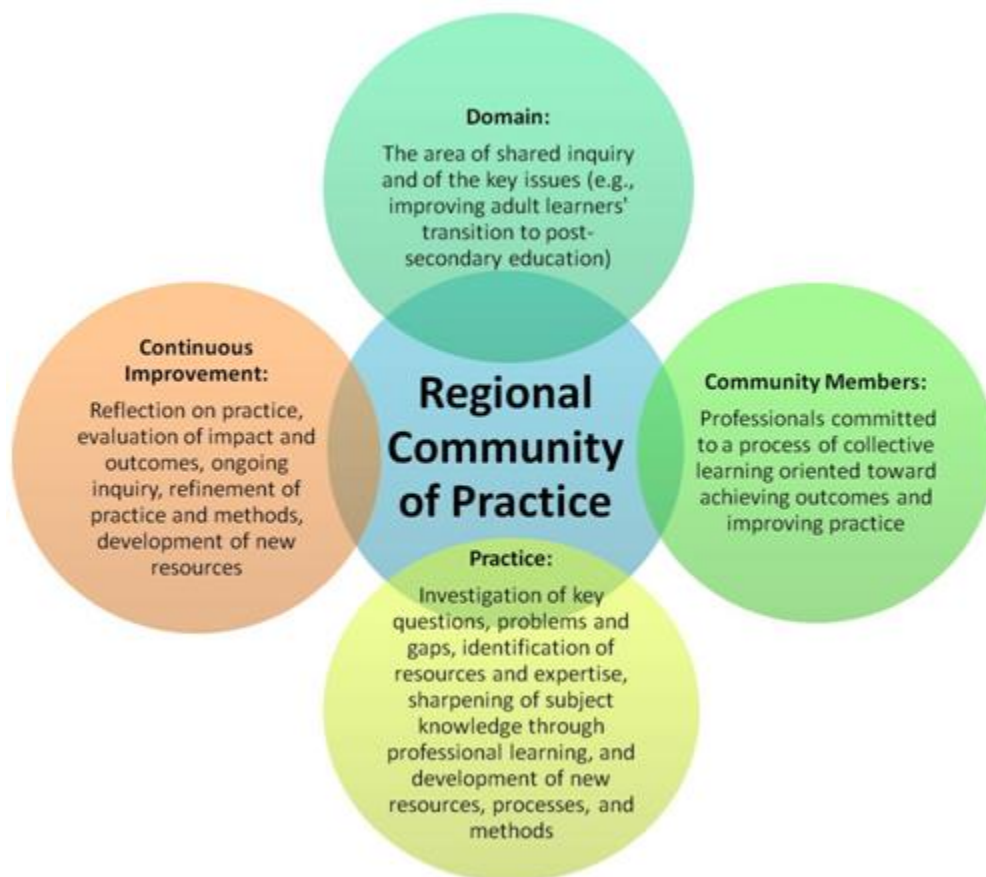 Domain:
The area of shared inquiry
and of the key issues (e.g.,
improving adult learners'
transition to post-
secondary education)
Continuous
Improvement:
Reflection on practice,
evaluation of impact and
outcomes, ongoing
inquiry, refinement of
practice and methods,
development of new
resources
Regional
Community
of Practice
Community Members:
Professionals committed
to a process of collective
learning oriented toward
achieving outcomes and
improving practice
Practice:
Investigation of key
questions, problems and
gaps, identification of
resources and expertise,
sharpening of subject
knowledge through
professional learning, and
development of new
resources, processes, and
methods